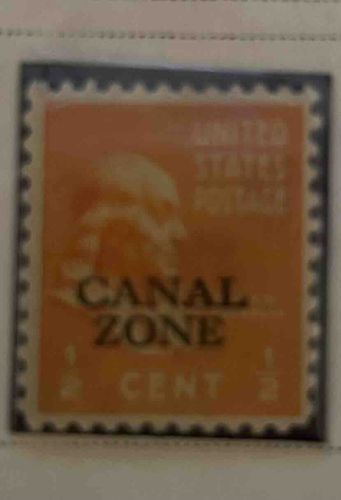 UNITED
STATES
POSTAGE
CANAL
ZONE
1/2 CENT 1/2